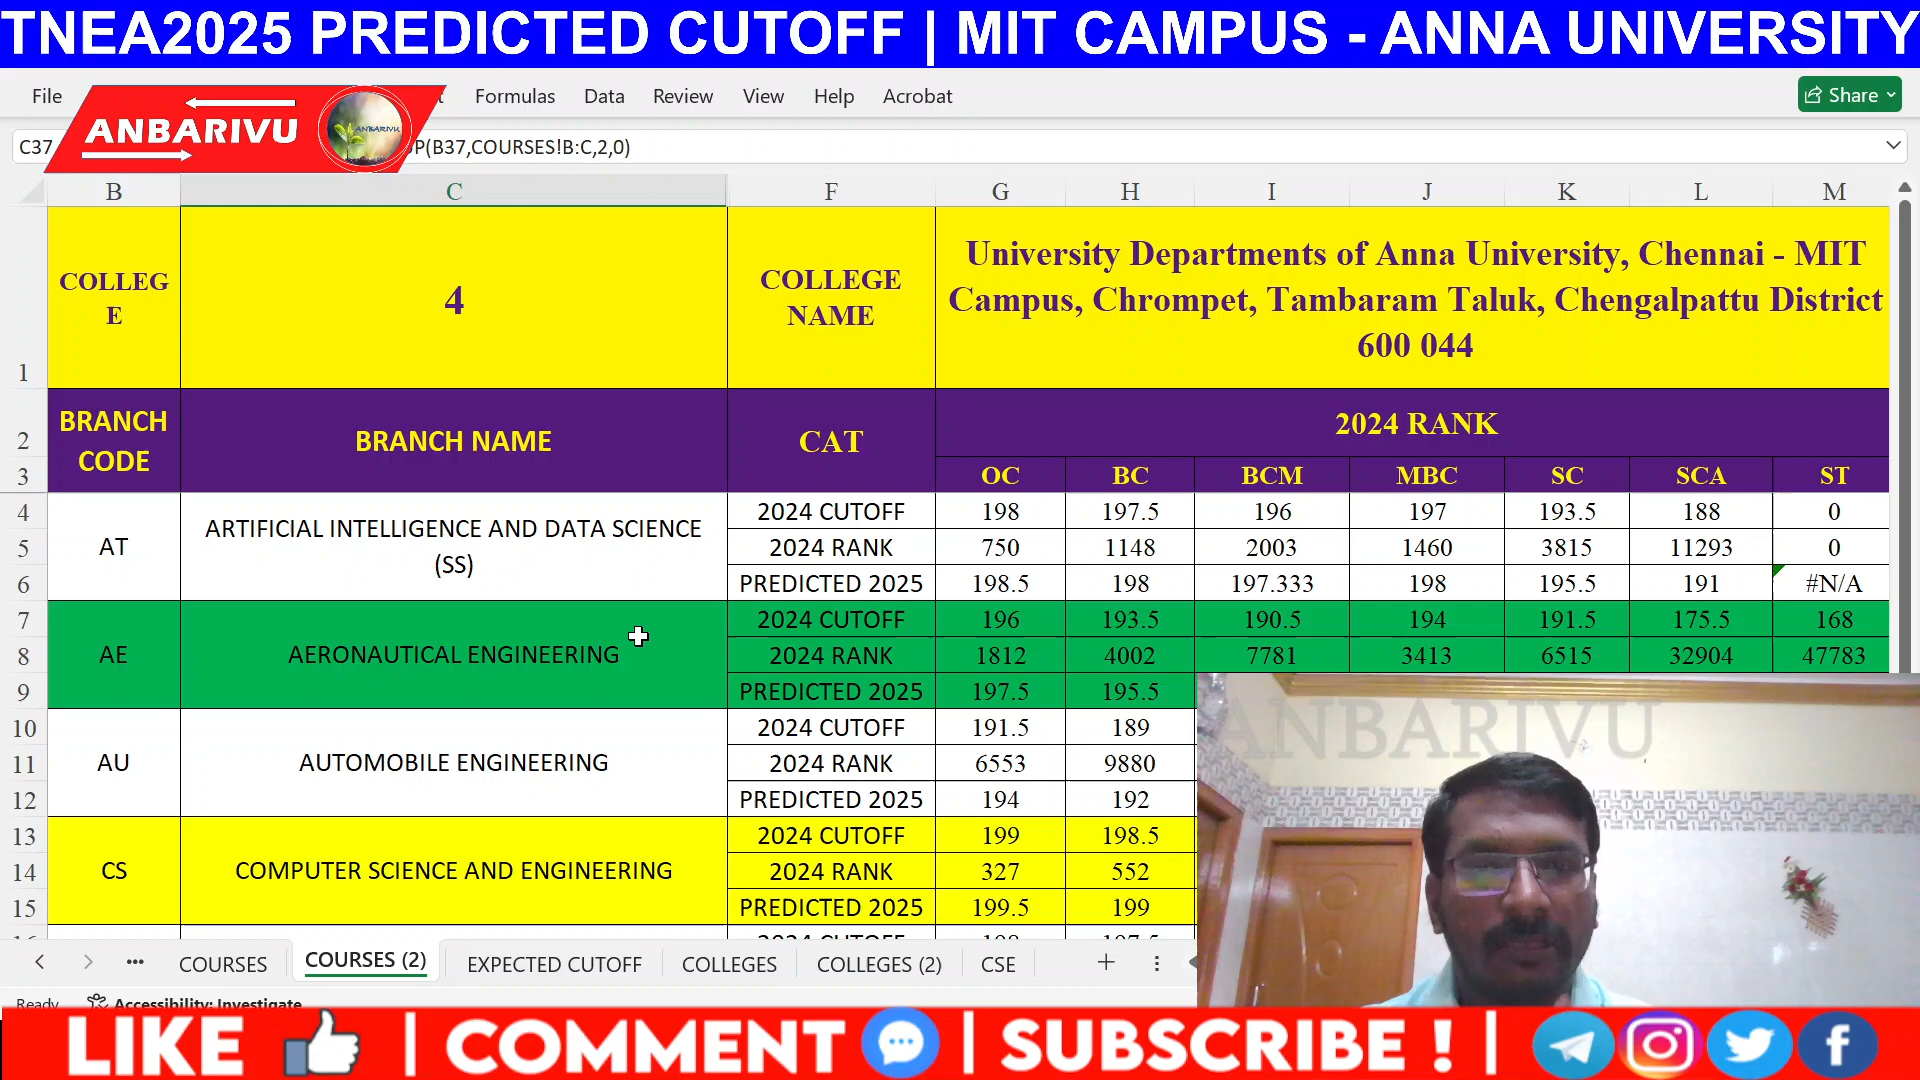 TNEA2025 PREDICTED CUTOFF | MIT CAMPUS - ANNA UNIVERSITY
File Formulas Data Review View Help Acrobat Share
ANBARIVU
ANBARIVU
C37 P(B37,COURSES!B:C,2,0)
B C F G H I J K L M
1 COLLEGE 4 COLLEGE NAME University Departments of Anna University, Chennai - MIT Campus, Chrompet, Tambaram Taluk, Chengalpattu District 600 044
2 BRANCH CODE BRANCH NAME CAT 2024 RANK
3 OC BC BCM MBC SC SCA ST
4 2024 CUTOFF 198 197.5 196 197 193.5 188 0
5 AT ARTIFICIAL INTELLIGENCE AND DATA SCIENCE (SS) 2024 RANK 750 1148 2003 1460 3815 11293 0
6 PREDICTED 2025 198.5 198 197.333 198 195.5 191 #N/A
7 2024 CUTOFF 196 193.5 190.5 194 191.5 175.5 168
8 AE AERONAUTICAL ENGINEERING 2024 RANK 1812 4002 7781 3413 6515 32904 47783
9 PREDICTED 2025 197.5 195.5
10 2024 CUTOFF 191.5 189
11 AU AUTOMOBILE ENGINEERING 2024 RANK 6553 9880
12 PREDICTED 2025 194 192
13 2024 CUTOFF 199 198.5
14 CS COMPUTER SCIENCE AND ENGINEERING 2024 RANK 327 552
15 PREDICTED 2025 199.5 199
ANBARIVU
COURSES COURSES (2) EXPECTED CUTOFF COLLEGES COLLEGES (2) CSE
Ready Accessibility: Investigate
LIKE | COMMENT | SUBSCRIBE ! |